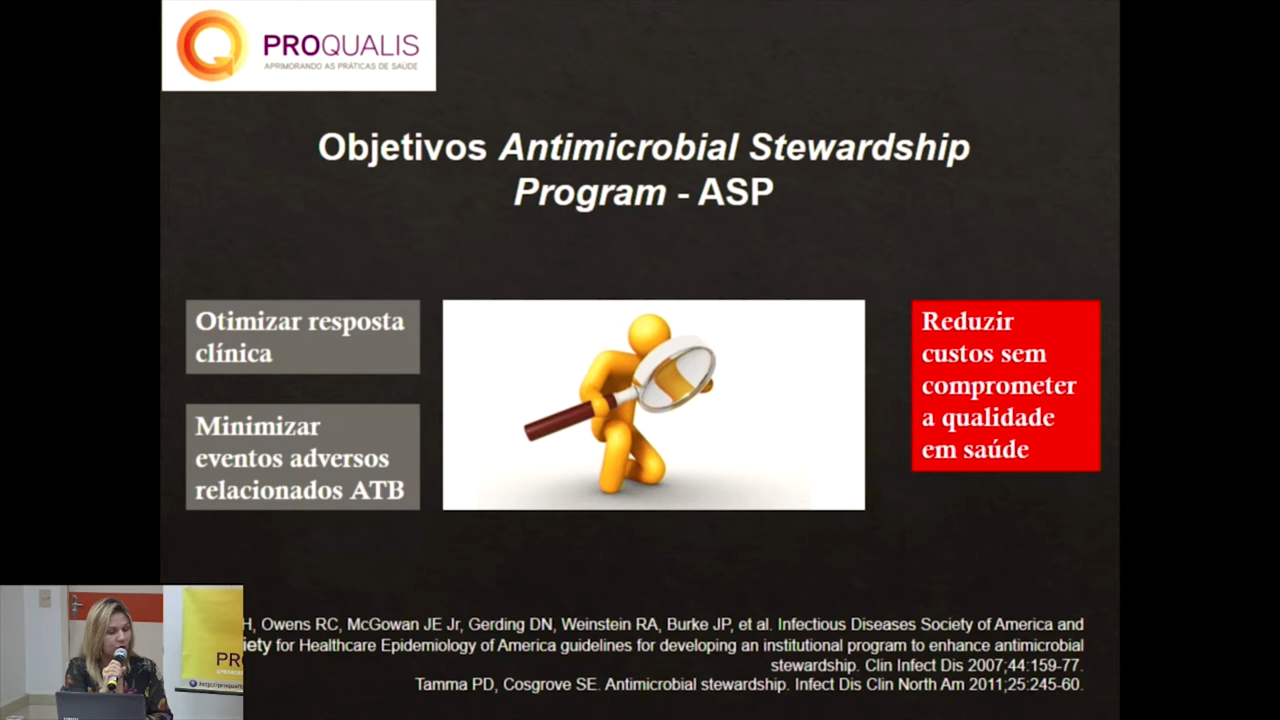 PROQUALIS
APRIMORANDO AS PRÁTICAS DE SAÚDE
Objetivos Antimicrobial Stewardship
Program - ASP
Otimizar resposta
clínica
Minimizar
eventos adversos
relacionados ATB
Reduzir
custos sem
comprometer
a qualidade
em saúde
H, Owens RC, McGowan JE Jr, Gerding DN, Weinstein RA, Burke JP, et al. Infectious Diseases Society of America and
iety for Healthcare Epidemiology of America guidelines for developing an institutional program to enhance antimicrobial
stewardship. Clin Infect Dis 2007;44:159-77.
Tamma PD, Cosgrove SE. Antimicrobial stewardship. Infect Dis Clin North Am 2011;25:245-60.
PR